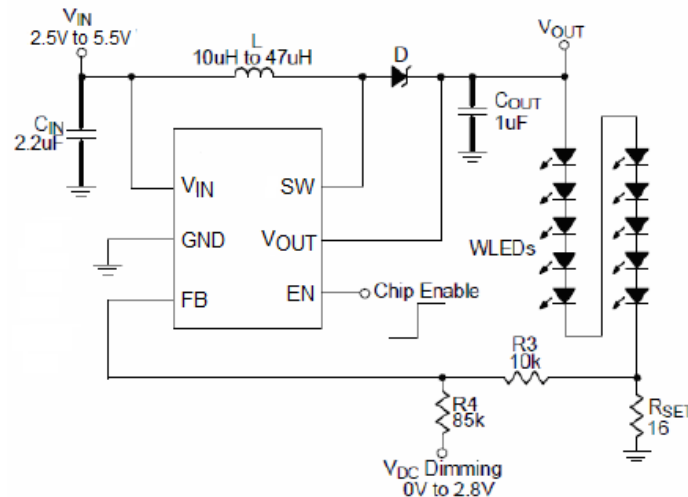 VIN
2.5V to 5.5V
L
10uH to 47uH
D
VOUT
CIN
2.2uF
COUT
1uF
VIN
SW
GND
VOUT
WLEDs
FB
EN
Chip Enable
R3
10k
R4
85k
RSET
16
VDC Dimming
0V to 2.8V